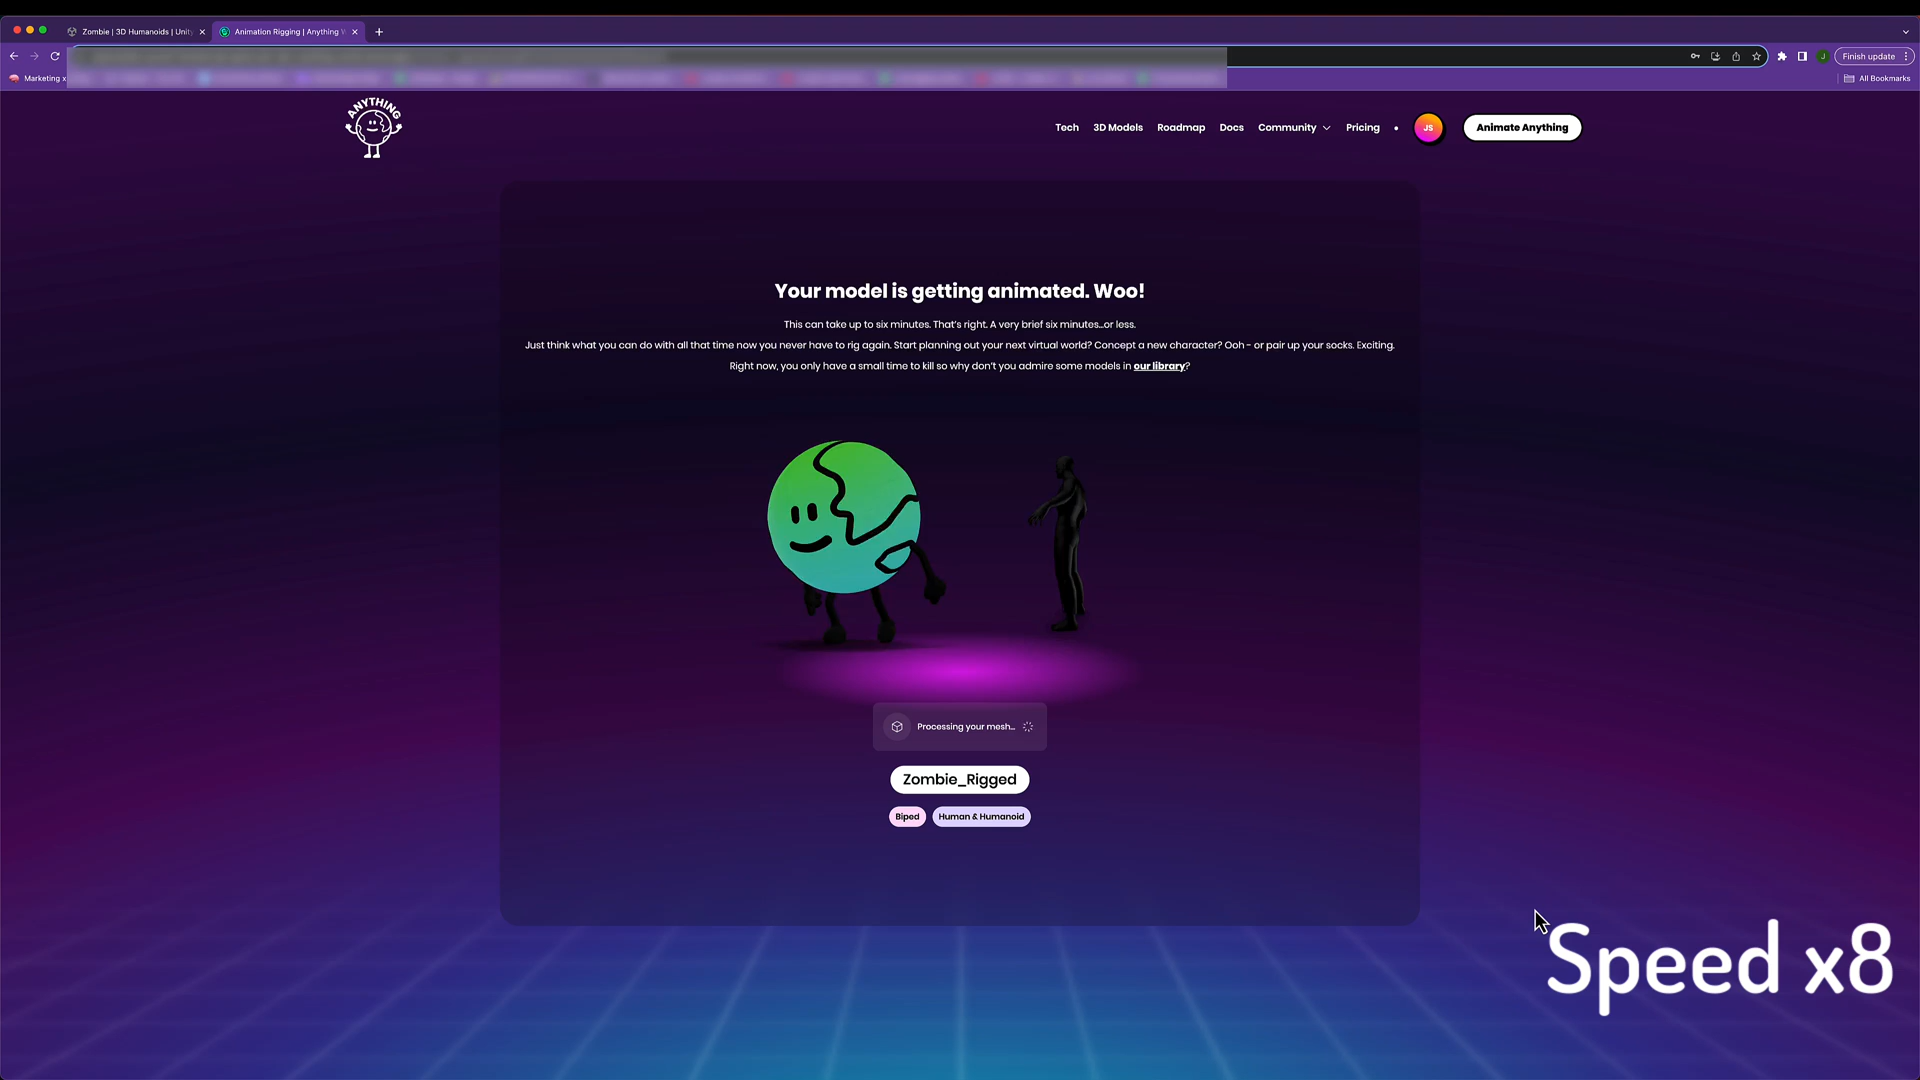 Zombie | 3D Humanoids | Unity
Animation Rigging | Anything W
Finish update
Marketing x
All Bookmarks
ANYTHING
Tech
3D Models
Roadmap
Docs
Community
Pricing
JS
Animate Anything
Your model is getting animated. Woo!
This can take up to six minutes. That's right. A very brief six minutes...or less.
Just think what you can do with all that time now you never have to rig again. Start planning out your next virtual world? Concept a new character? Ooh - or pair up your socks. Exciting.
Right now, you only have a small time to kill so why don't you admire some models in our library?
Processing your mesh...
Zombie_Rigged
Biped
Human & Humanoid
Speed x8